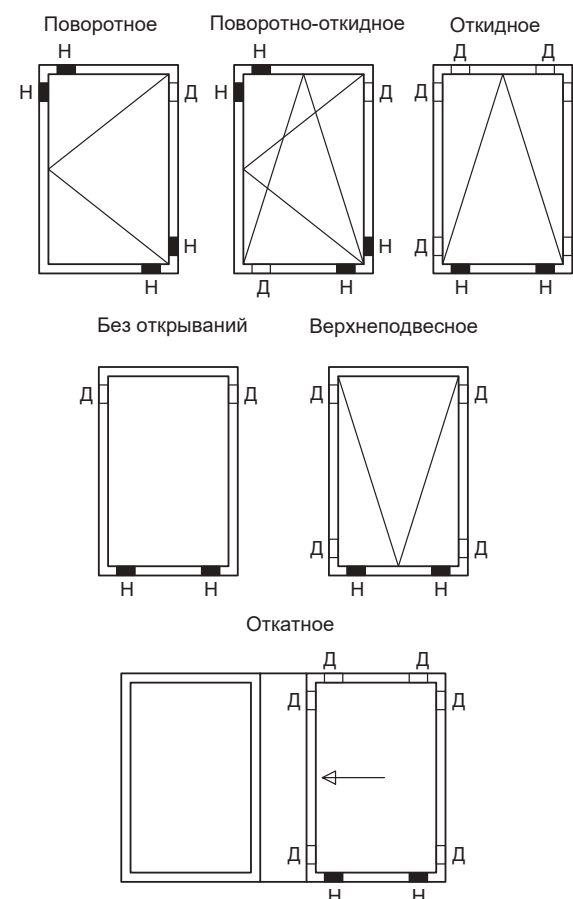 Поворотное Поворотно-откидное Откидное
Н Н Д Д
Н Д Н Д Д Д
Н Н Д Д
Н Д Н Н Н
Без открываний Верхнеподвесное
Д Д Д Д
Д Д
Н Н Н Н
Откатное
Д Д
Д Д
Д Д
Н Н